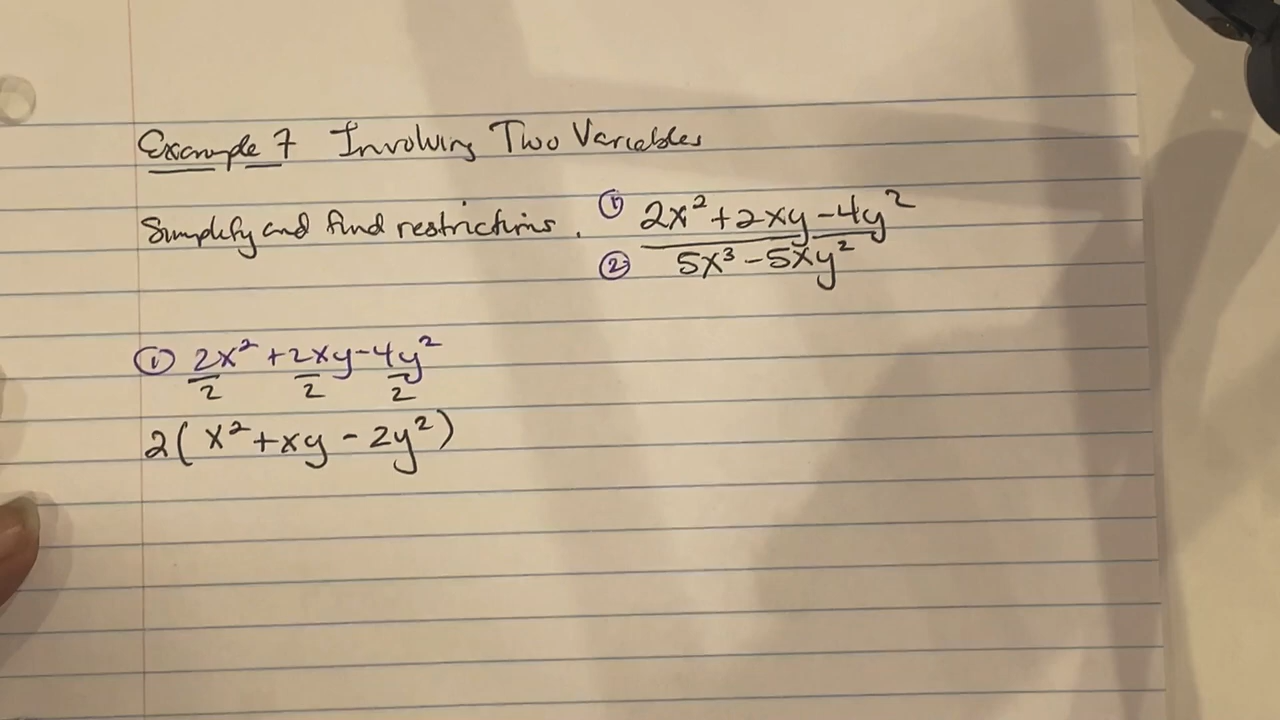 Example 7 Involving Two Variables
Simplify and find restrictions. ① 2x² + 2xy - 4y²
② 5x³ - 5xy²
① 2x² + 2xy - 4y²
2 2 2
2(x² + xy - 2y²)